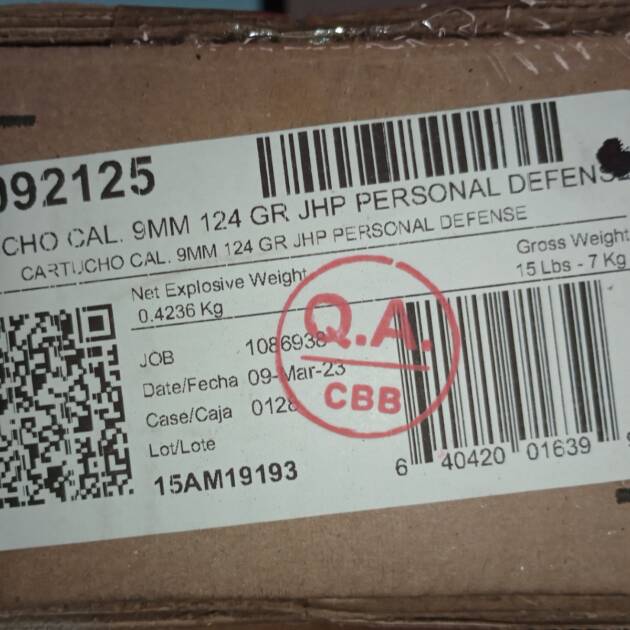 092125
CHO CAL. 9MM 124 GR JHP PERSONAL DEFENSE
CARTUCHO CAL. 9MM 124 GR JHP PERSONAL DEFENSE
Net Explosive Weight
0.4236 Kg
Gross Weight
15 Lbs - 7 Kg
JOB 1086938
Date/Fecha 09-Mar-23
Case/Caja 0128
Lot/Lote
15AM19193
Q.A.
CBB
6 40420 01639